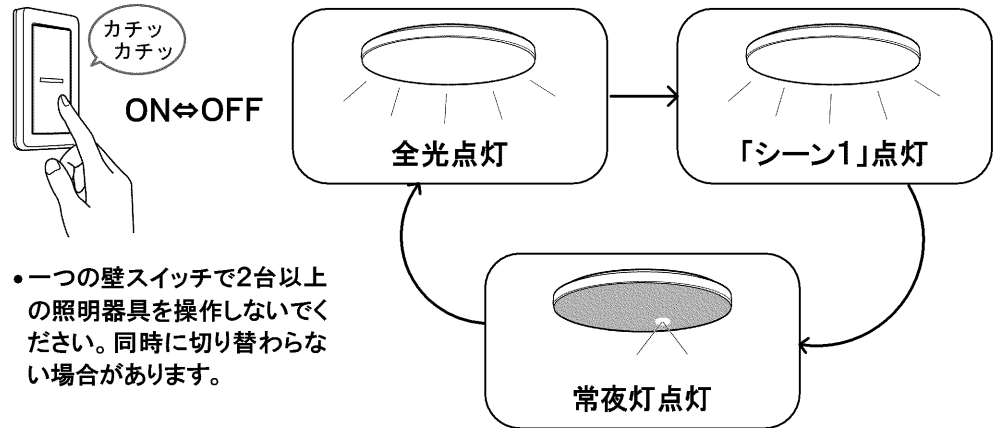 カチッ
カチッ
ON⇔OFF
全光点灯
「シーン1」点灯
常夜灯点灯
•一つの壁スイッチで2台以上
の照明器具を操作しないでく
ださい。同時に切り替わらな
い場合があります。